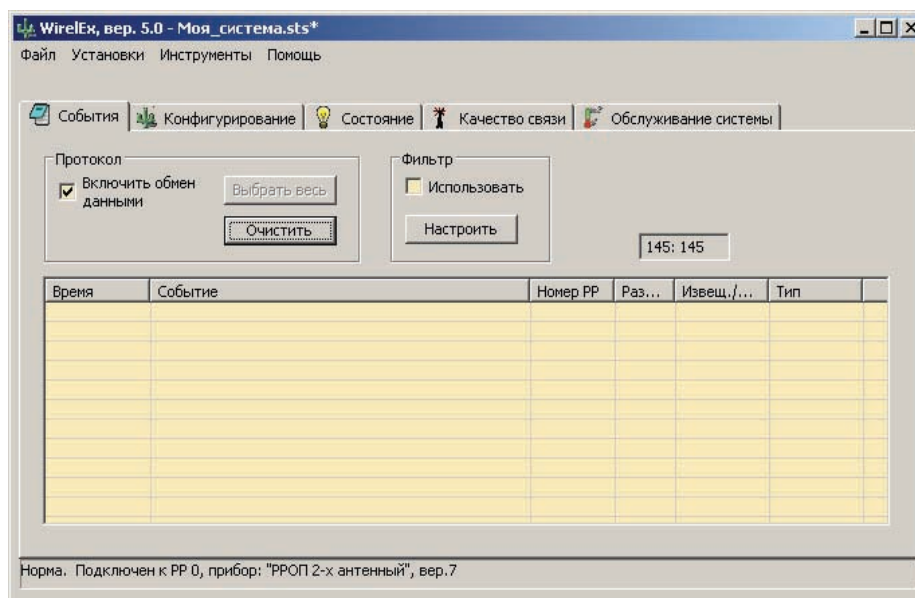 WirelEx, вер. 5.0 - Моя_система.sts*
Файл Установки Инструменты Помощь
События Конфигурирование Состояние Качество связи Обслуживание системы
Протокол
Включить обмен
данными
Выбрать весь
Очистить
Фильтр
Использовать
Настроить
145: 145
Время Событие Номер РР Раз... Извещ./... Тип
Норма. Подключен к РР 0, прибор: "РРОП 2-х антенный", вер.7